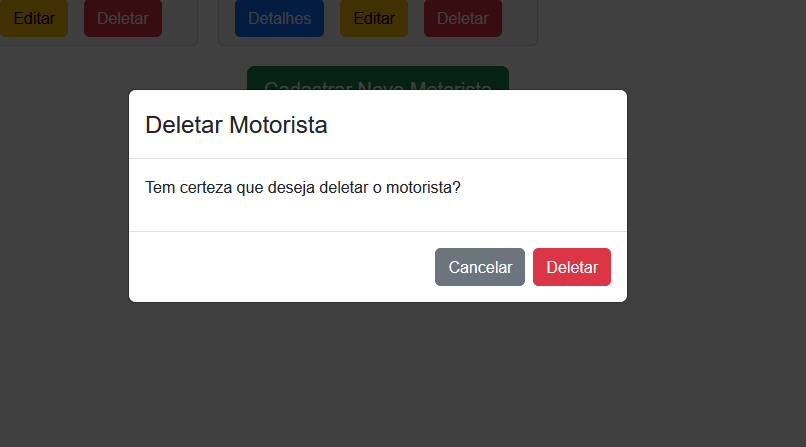 Editar Deletar Detalhes Editar Deletar
Cadastrar Novo Motorista
Deletar Motorista
Tem certeza que deseja deletar o motorista?
Cancelar Deletar